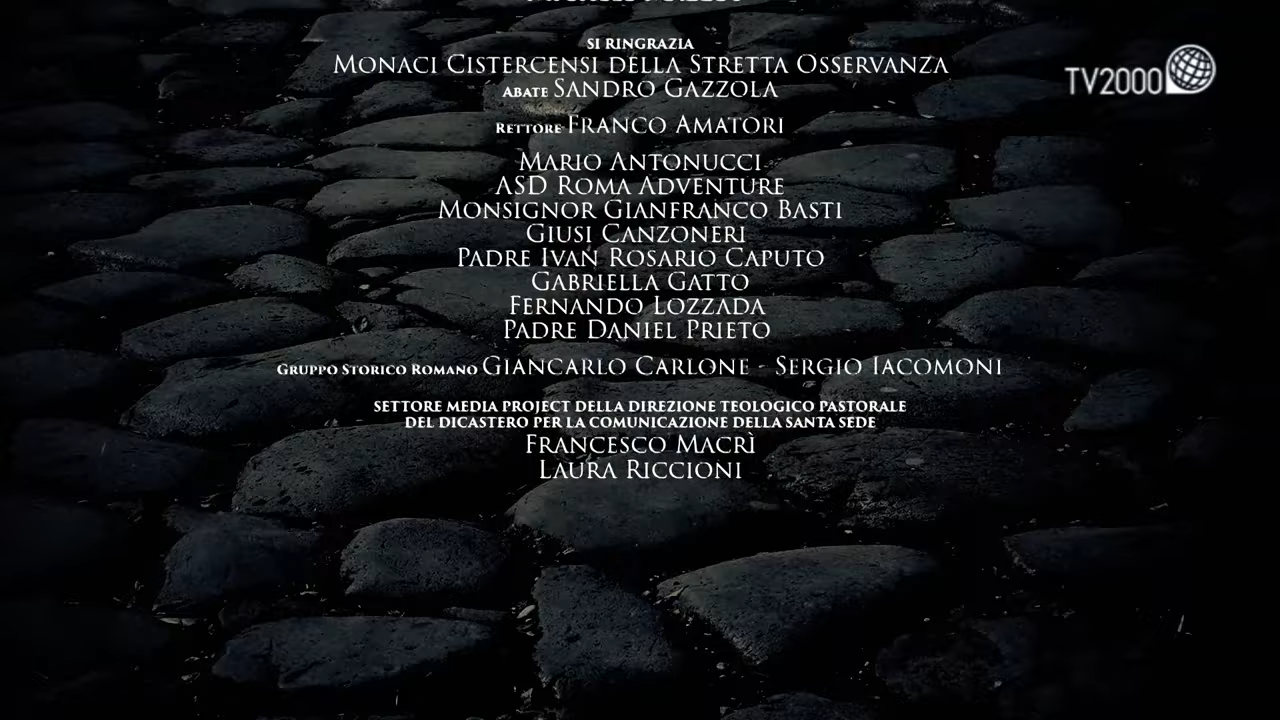 SI RINGRAZIA
MONACI CISTERCENSI DELLA STRETTA OSSERVANZA
TV2000
ABATE SANDRO GAZZOLA
RETTORE FRANCO AMATORI
MARIO ANTONUCCI
ASD ROMA ADVENTURE
MONSIGNOR GIANFRANCO BASTI
GIUSI CANZONERI
PADRE IVAN ROSARIO CAPUTO
GABRIELLA GATTO
FERNANDO LOZZADA
PADRE DANIEL PRIETO
GRUPPO STORICO ROMANO GIANCARLO CARLONE - SERGIO IACOMONI
SETTORE MEDIA PROJECT DELLA DIREZIONE TEOLOGICO PASTORALE
DEL DICASTERO PER LA COMUNICAZIONE DELLA SANTA SEDE
FRANCESCO MACRÌ
LAURA RICCIONI